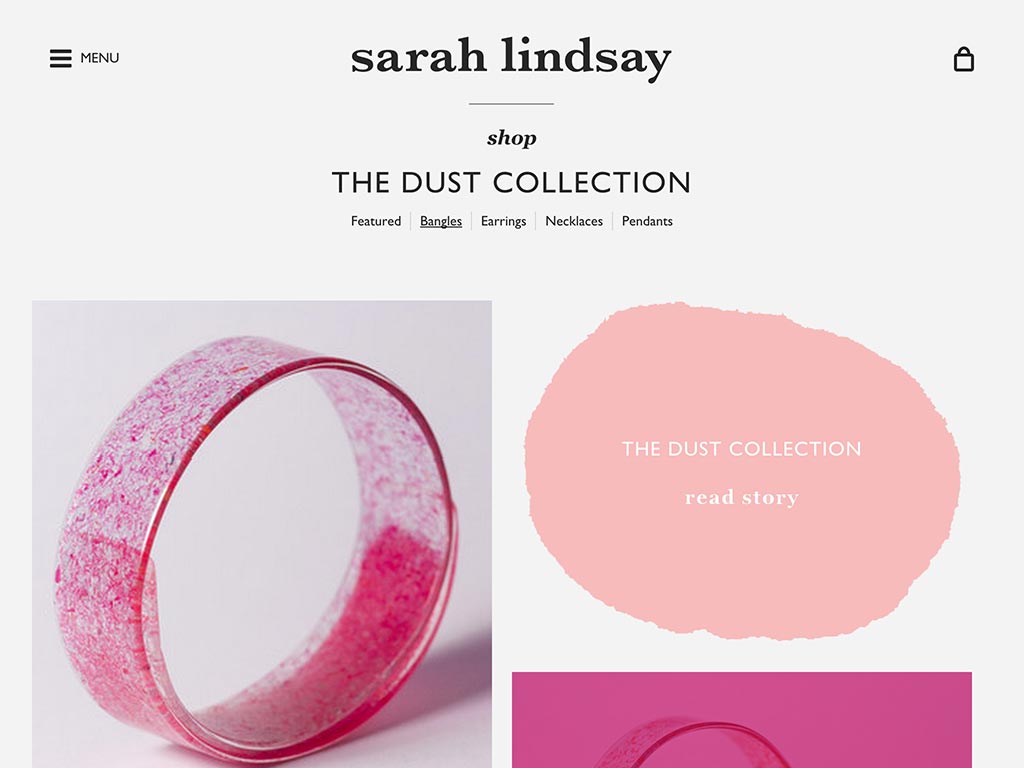 MENU
sarah lindsay
shop
THE DUST COLLECTION
Featured Bangles Earrings Necklaces Pendants
THE DUST COLLECTION
read story